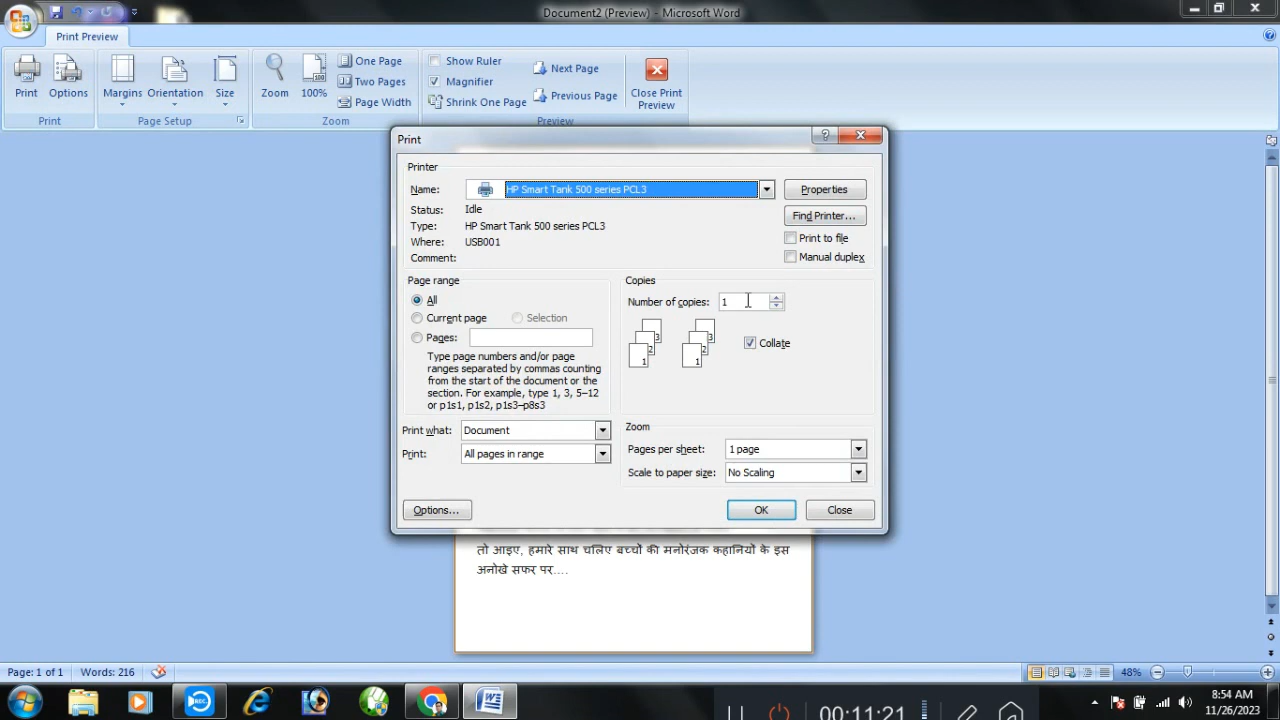 Document2 (Preview) - Microsoft Word
Print Preview
Print
Options
Margins
Orientation
Size
Zoom
100%
One Page
Two Pages
Page Width
Show Ruler
Magnifier
Shrink One Page
Next Page
Previous Page
Close Print
Preview
Print
Page Setup
Zoom
Preview
Print
Printer
Name:
HP Smart Tank 500 series PCL3
Properties
Status:
Idle
Find Printer...
Type:
HP Smart Tank 500 series PCL3
Where:
USB001
Print to file
Comment:
Manual duplex
Page range
Copies
All
Number of copies:
1
Current page
Selection
Pages:
Type page numbers and/or page
ranges separated by commas counting
from the start of the document or the
section. For example, type 1, 3, 5–12
or p1s1, p1s2, p1s3–p8s3
3
2
1
3
2
1
Collate
Print what:
Document
Print:
All pages in range
Zoom
Pages per sheet:
1 page
Scale to paper size:
No Scaling
Options...
OK
Close
तो आइए, हमारे साथ चलिए बच्चों की मनोरंजक कहानियों के इस
अनोखे सफर पर....
Page: 1 of 1
Words: 216
48%
REC
00:11:21
8:54 AM
11/26/2023